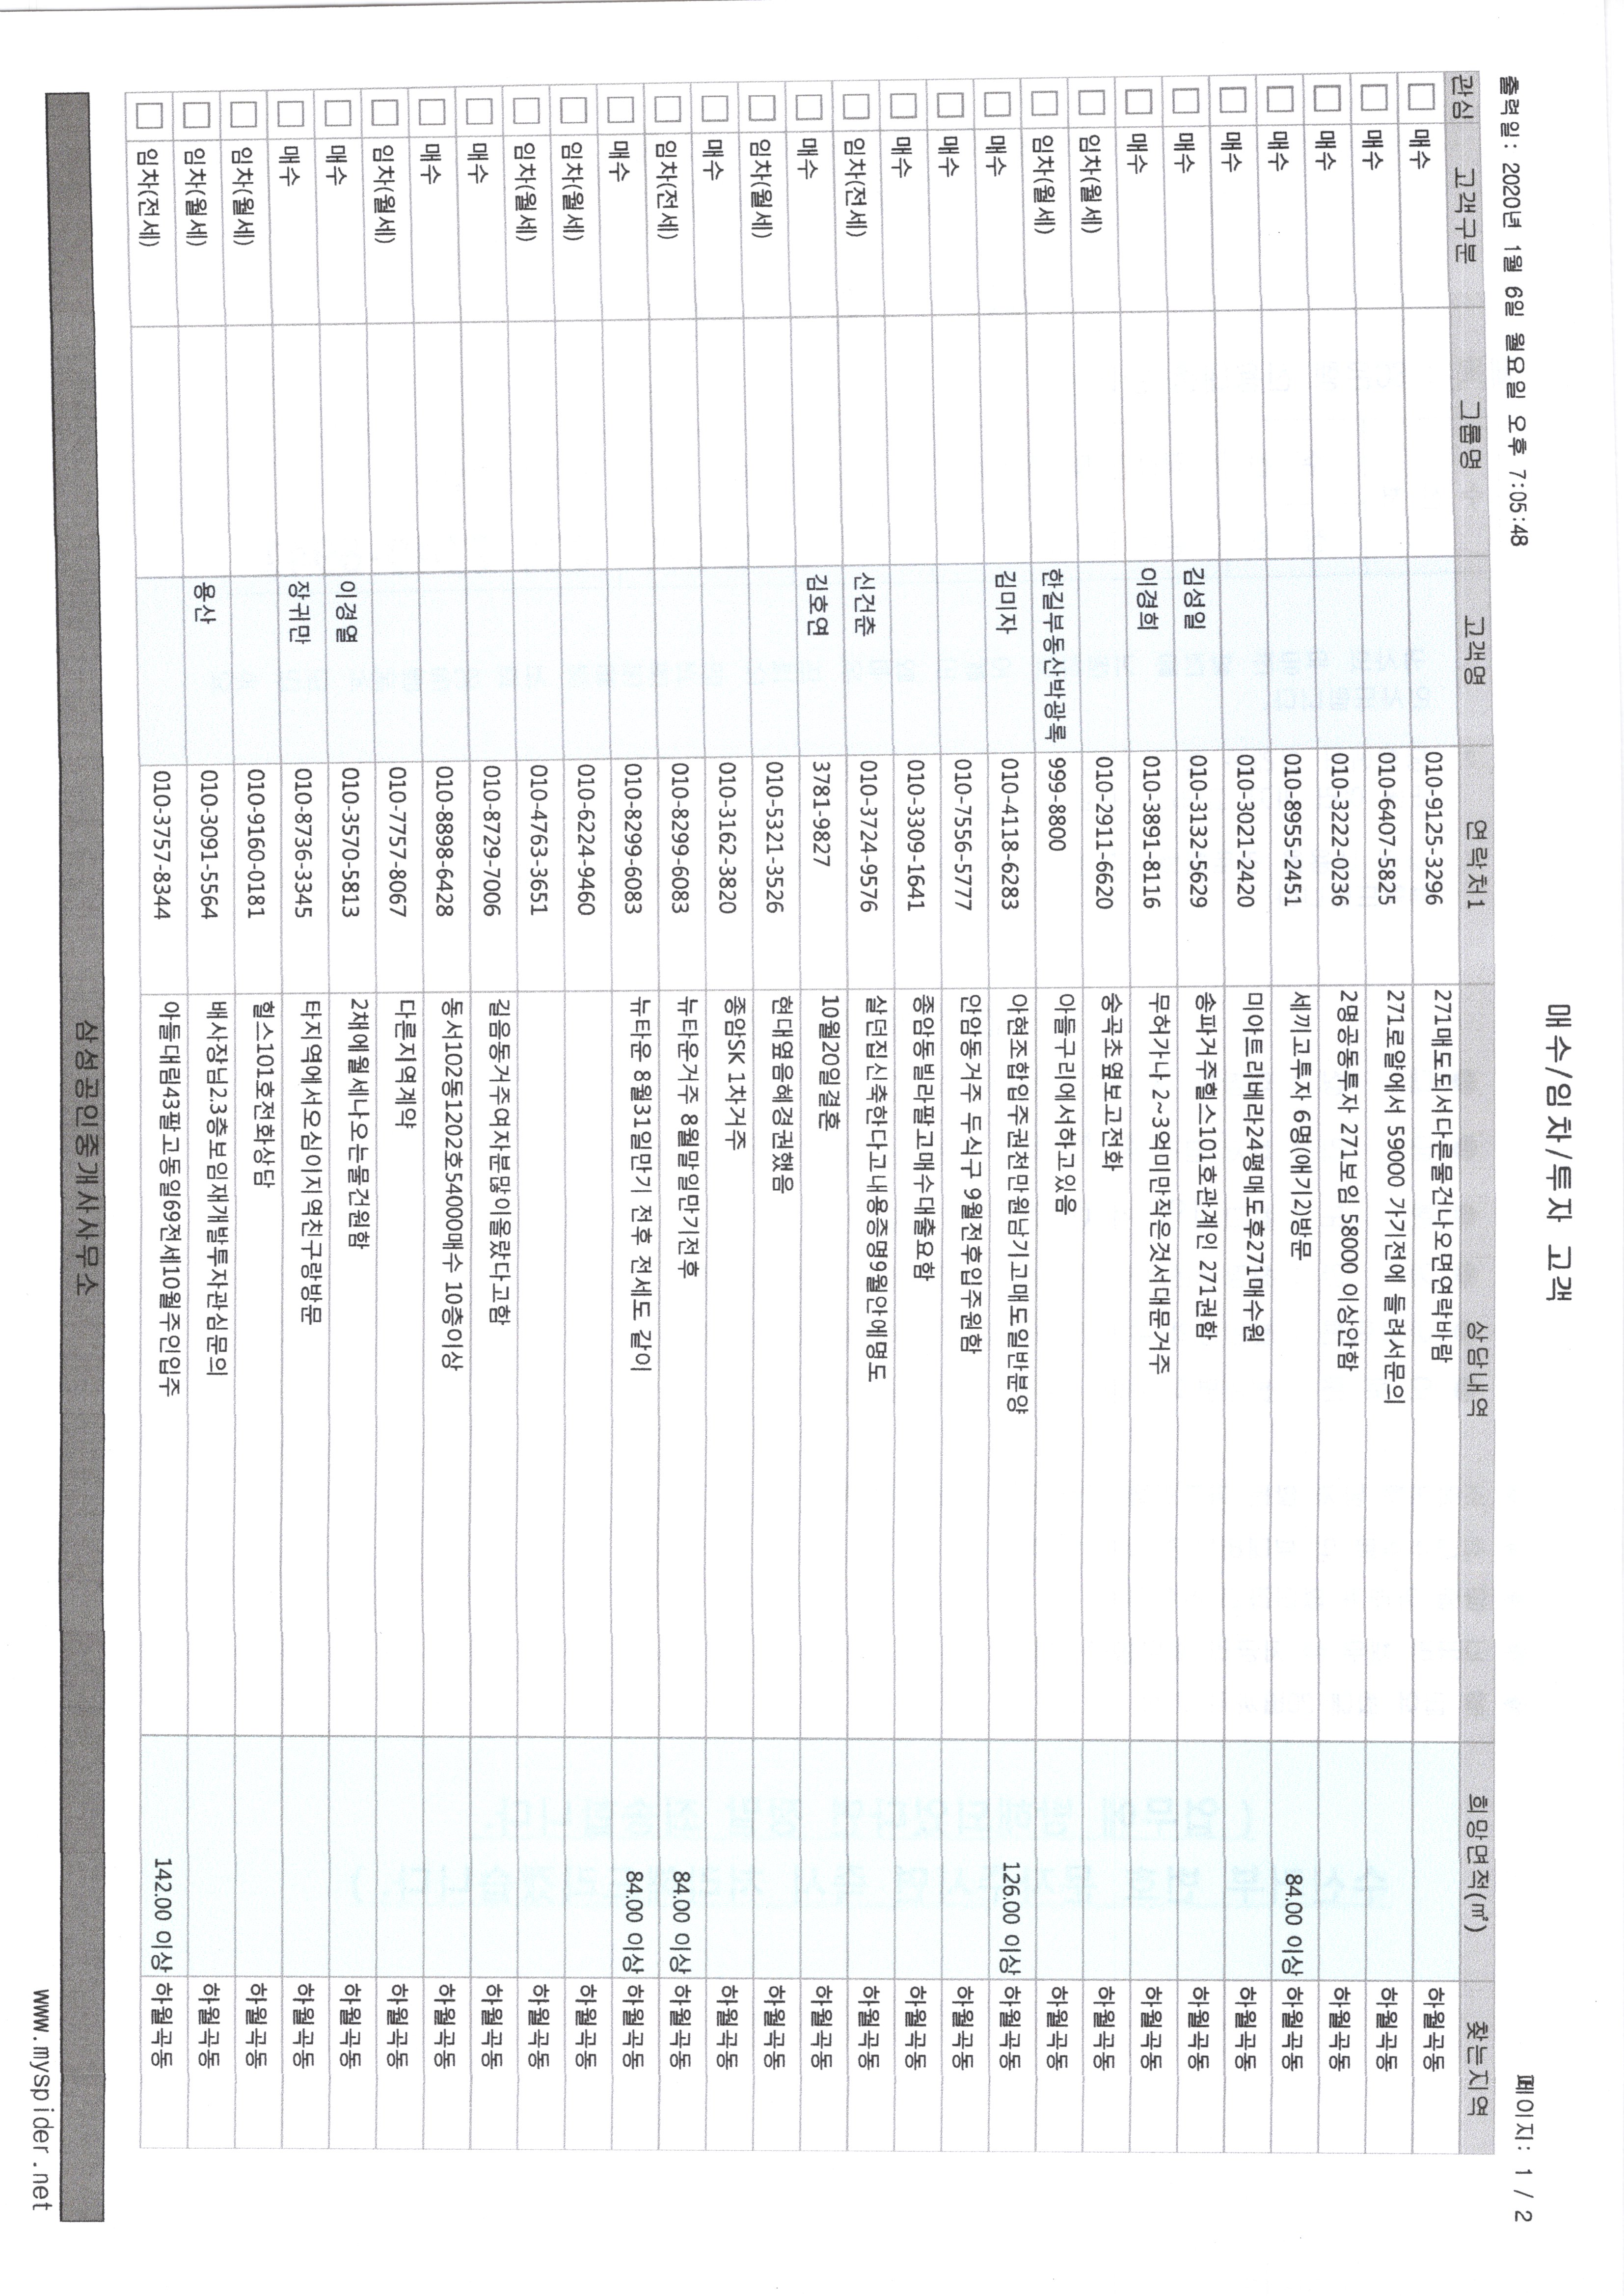 매수/임차/투자 고객
출력일: 2020년 1월 6일 월요일 오후 7:05:48
페이지: 1 / 2
관심 고객구분 그룹명 고객명 연락처1 상담내역 희망면적(㎡) 찾는지역
매수 010-9125-3296 271매도되서다른물건나오면연락바람 하월곡동
매수 010-6407-5825 271로얄에서 59000 가기전에 들려서문의 하월곡동
매수 010-3222-0236 2명공동투자 271보임 58000 이상안함 하월곡동
매수 010-8955-2451 세끼고투자 6명(애기2)방문 84.00 이상 하월곡동
매수 010-3021-2420 미아트리베라24평매도후271매수원 하월곡동
매수 김성일 010-3132-5629 송파거주힐스101호관계인 271권함 하월곡동
매수 이경희 010-3891-8116 무허가나 2~3억미만작은것서대문거주 하월곡동
임차(월세) 010-2911-6620 숭곡초옆보고전화 하월곡동
임차(월세) 한길부동산박광록 999-8800 아들구리에서하고있음 하월곡동
매수 김미자 010-4118-6283 아현조합입주권천만원남기고매도일반분양 126.00 이상 하월곡동
매수 010-7556-5777 안암동거주 두식구 9월전후입주원함 하월곡동
매수 010-3309-1641 종암동빌라팔고매수대출요함 하월곡동
임차(전세) 신건춘 010-3724-9576 살던집신축한다고내용증명9월안에명도 하월곡동
매수 김호연 3781-9827 10월20일결혼 하월곡동
임차(월세) 010-5321-3526 현대옆음혜경권했음 하월곡동
매수 010-3162-3820 종암SK 1차거주 하월곡동
임차(전세) 010-8299-6083 뉴타운거주 8월말일만기전후 84.00 이상 하월곡동
매수 010-8299-6083 뉴타운 8월31일만기 전후 전세도 같이 84.00 이상 하월곡동
임차(월세) 010-6224-9460 하월곡동
임차(월세) 010-4763-3651 하월곡동
매수 010-8729-7006 길음동거주여자분많이올랐다고함 하월곡동
매수 010-8898-6428 동서102동1202호54000매수 10층이상 하월곡동
임차(월세) 010-7757-8067 다른지역계약 하월곡동
매수 이경열 010-3570-5813 2채에월세나오는물건원함 하월곡동
매수 장귀만 010-8736-3345 타지역에서오심이지역친구랑방문 하월곡동
임차(월세) 010-9160-0181 힐스101호전화상담 하월곡동
임차(월세) 용산 010-3091-5564 배사장님2.3층보임재개발투자관심문의 하월곡동
임차(전세) 010-3757-8344 아들대림43팔고동일69전세10월주인입주 142.00 이상 하월곡동
삼성공인중개사사무소
www.myspider.net